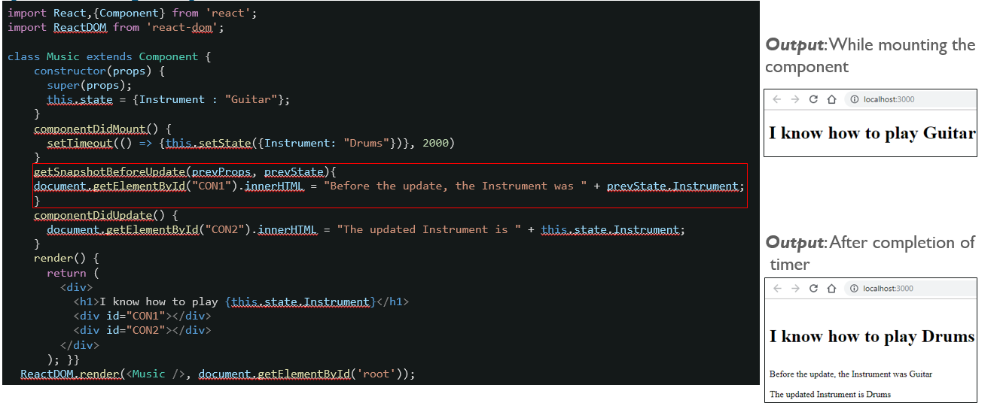 import React,{Component} from 'react';
import ReactDOM from 'react-dom';
class Music extends Component {
constructor(props) {
super(props);
this.state = {Instrument : "Guitar"};
}
componentDidMount() {
setTimeout(() => {this.setState({Instrument: "Drums"})}, 2000)
}
getSnapshotBeforeUpdate(prevProps, prevState){
document.getElementById("CON1").innerHTML = "Before the update, the Instrument was " + prevState.Instrument;
}
componentDidUpdate() {
document.getElementById("CON2").innerHTML = "The updated Instrument is " + this.state.Instrument;
}
render() {
return (
<div>
<h1>I know how to play {this.state.Instrument}</h1>
<div id="CON1"></div>
<div id="CON2"></div>
</div>
); }}
ReactDOM.render(<Music />, document.getElementById('root'));
Output: While mounting the
component
localhost:3000
I know how to play Guitar
Output: After completion of
timer
localhost:3000
I know how to play Drums
Before the update, the Instrument was Guitar
The updated Instrument is Drums